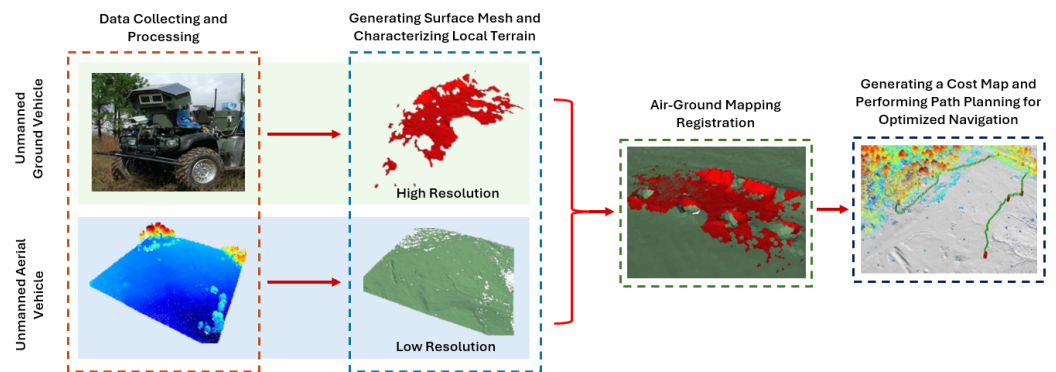 Data Collecting and
Processing
Generating Surface Mesh and
Characterizing Local Terrain
Unmanned
Ground Vehicle
High Resolution
Unmanned Aerial
Vehicle
Low Resolution
Air-Ground Mapping
Registration
Generating a Cost Map and
Performing Path Planning for
Optimized Navigation